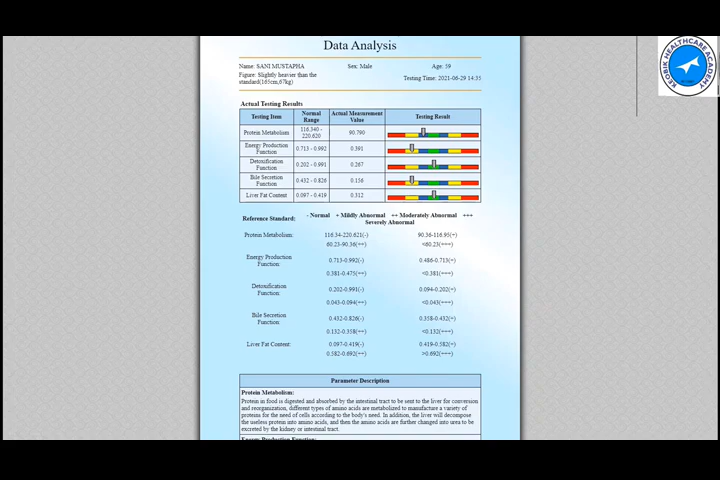 Data Analysis
KEOBIK HEALTHCARE ACADEMY
Name: SANI MUSTAPHA Sex: Male Age: 59
Figure: Slightly heavier than the
standard(165cm,67kg) Testing Time: 2021-06-29 14:35
Actual Testing Results
Testing Item Normal Range Actual Measurement Value Testing Result
Protein Metabolism 116.340 - 220.620 90.790
Energy Production Function 0.713 - 0.992 0.391
Detoxification Function 0.202 - 0.991 0.267
Bile Secretion Function 0.432 - 0.826 0.156
Liver Fat Content 0.097 - 0.419 0.312
Reference Standard: - Normal + Mildly Abnormal ++ Moderately Abnormal +++
Severely Abnormal
Protein Metabolism: 116.34-220.621(-) 90.36-116.95(+)
60.23-90.36(++) <60.23(+++)
Energy Production Function: 0.713-0.992(-) 0.486-0.713(+)
0.381-0.475(++) <0.381(+++)
Detoxification Function: 0.202-0.991(-) 0.094-0.202(+)
0.043-0.094(++) <0.043(+++)
Bile Secretion Function: 0.432-0.826(-) 0.358-0.432(+)
0.132-0.358(++) <0.132(+++)
Liver Fat Content: 0.097-0.419(-) 0.419-0.582(+)
0.582-0.692(++) >0.692(+++)
Parameter Description
Protein Metabolism:
Protein in food is digested and absorbed by the intestinal tract to be sent to the liver for conversion
and reorganization, different types of amino acids are metabolized to manufacture a variety of
proteins for the need of cells according to the body's need. In addition, the liver will decompose
the useless protein into amino acids, and then the amino acids are further changed into urea to be
excreted by the kidney or intestinal tract.
Energy Production Function: